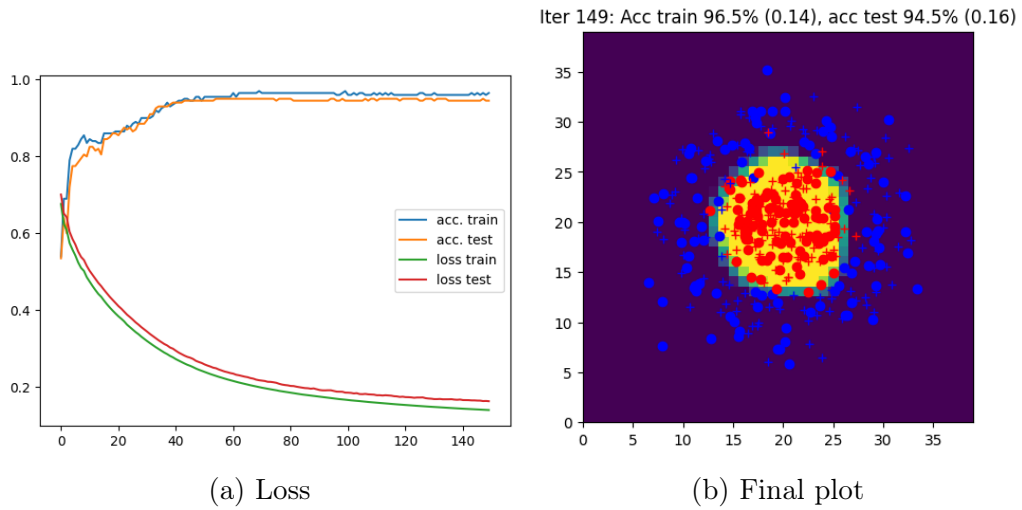 Iter 149: Acc train 96.5% (0.14), acc test 94.5% (0.16)
1.0
0.8
0.6
0.4
0.2
0 20 40 60 80 100 120 140
acc. train
acc. test
loss train
loss test
35
30
25
20
15
10
5
0
0 5 10 15 20 25 30 35
(a) Loss
(b) Final plot